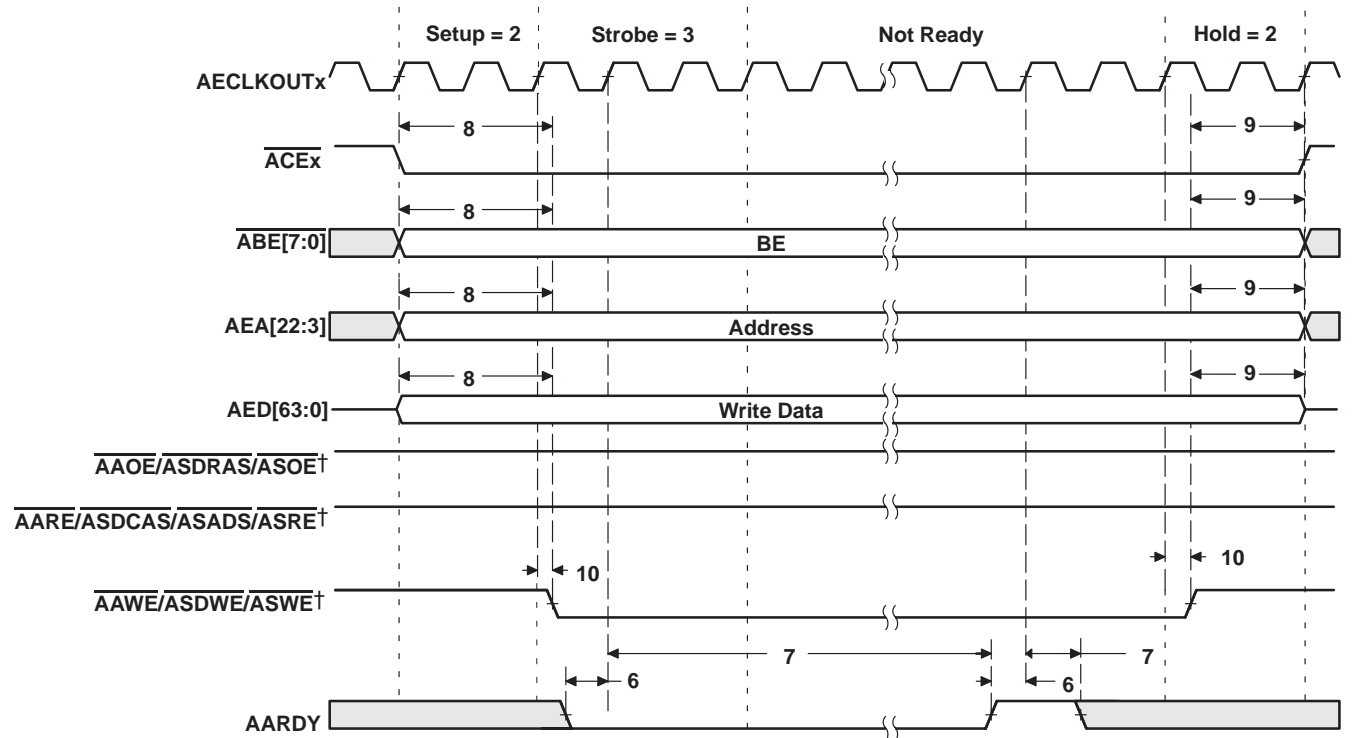 Setup = 2 Strobe = 3 Not Ready Hold = 2
AECLKOUTx
8 9
ACEx
8 9
ABE[7:0] BE
8 9
AEA[22:3] Address
8 9
AED[63:0] Write Data
AAOE/ASDRAS/ASOE†
AARE/ASDCAS/ASADS/ASRE†
10 10
AAWE/ASDWE/ASWE†
7 7
6 6
AARDY